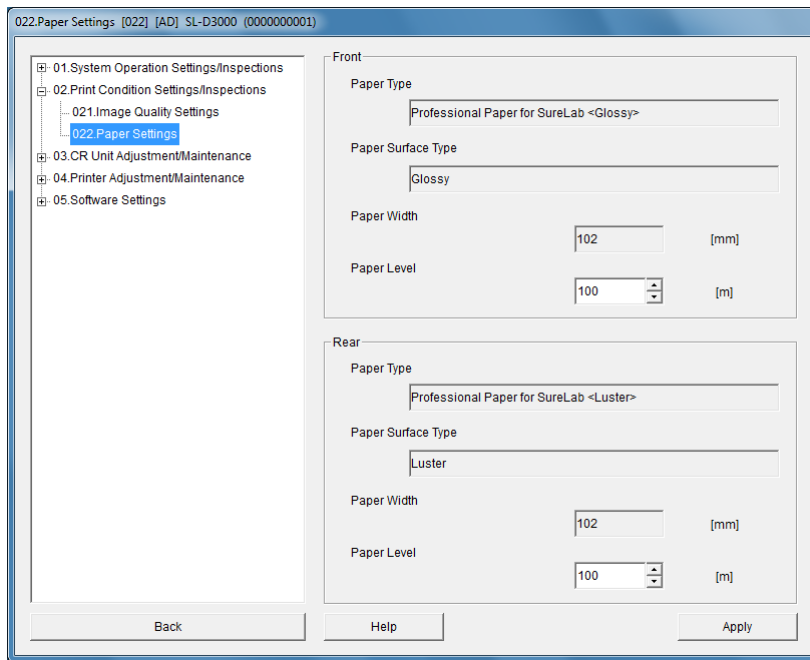 022.Paper Settings [022] [AD] SL-D3000 (0000000001)
01.System Operation Settings/Inspections
02.Print Condition Settings/Inspections
021.Image Quality Settings
022.Paper Settings
03.CR Unit Adjustment/Maintenance
04.Printer Adjustment/Maintenance
05.Software Settings
Front
Paper Type
Professional Paper for SureLab <Glossy>
Paper Surface Type
Glossy
Paper Width
102 [mm]
Paper Level
100 [m]
Rear
Paper Type
Professional Paper for SureLab <Luster>
Paper Surface Type
Luster
Paper Width
102 [mm]
Paper Level
100 [m]
Back Help Apply